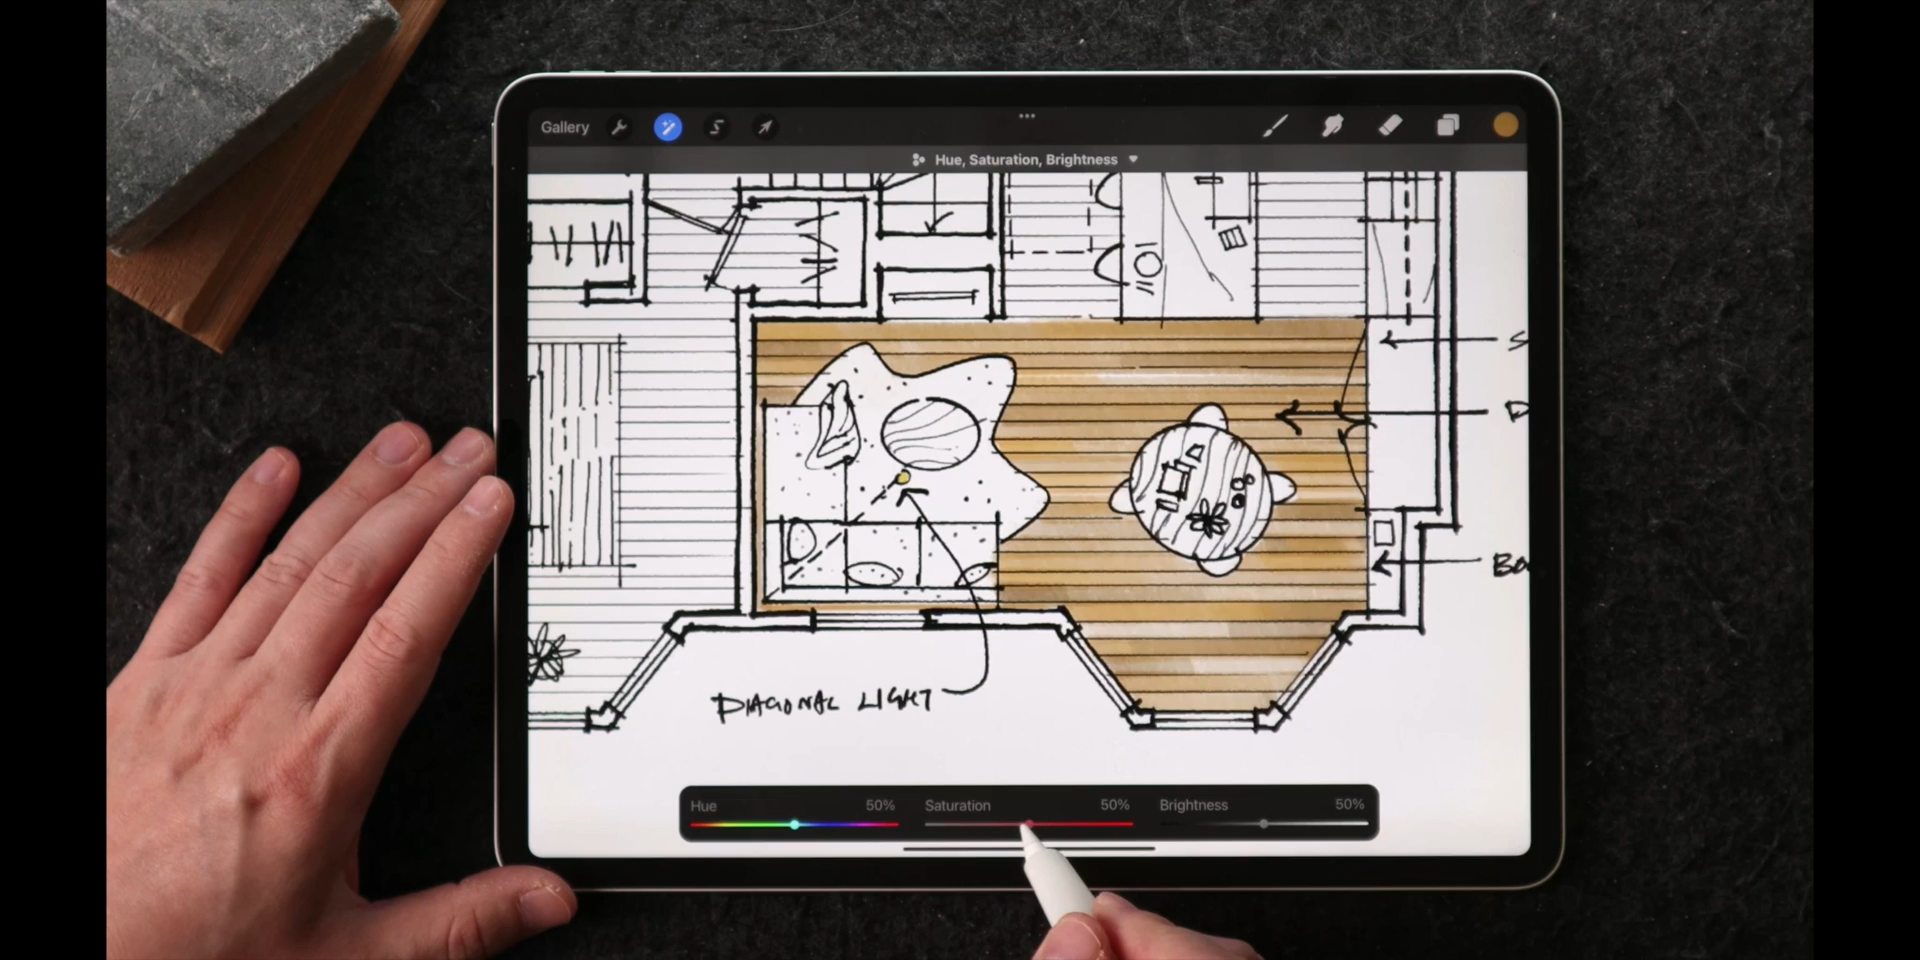 Gallery
Hue, Saturation, Brightness
DIAGONAL LIGHT
Hue 50% Saturation 50% Brightness 50%